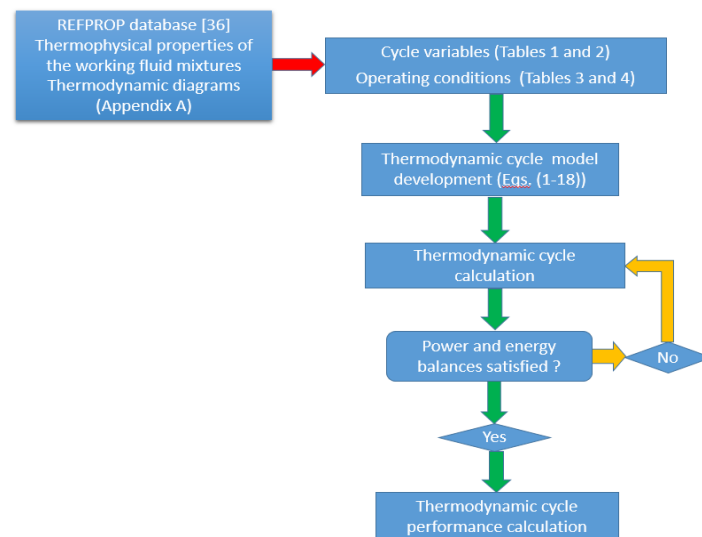 REFPROP database [36]
Thermophysical properties of
the working fluid mixtures
Thermodynamic diagrams
(Appendix A)
Cycle variables (Tables 1 and 2)
Operating conditions (Tables 3 and 4)
Thermodynamic cycle model
development (Eqs. (1-18))
Thermodynamic cycle
calculation
Power and energy
balances satisfied ?
No
Yes
Thermodynamic cycle
performance calculation